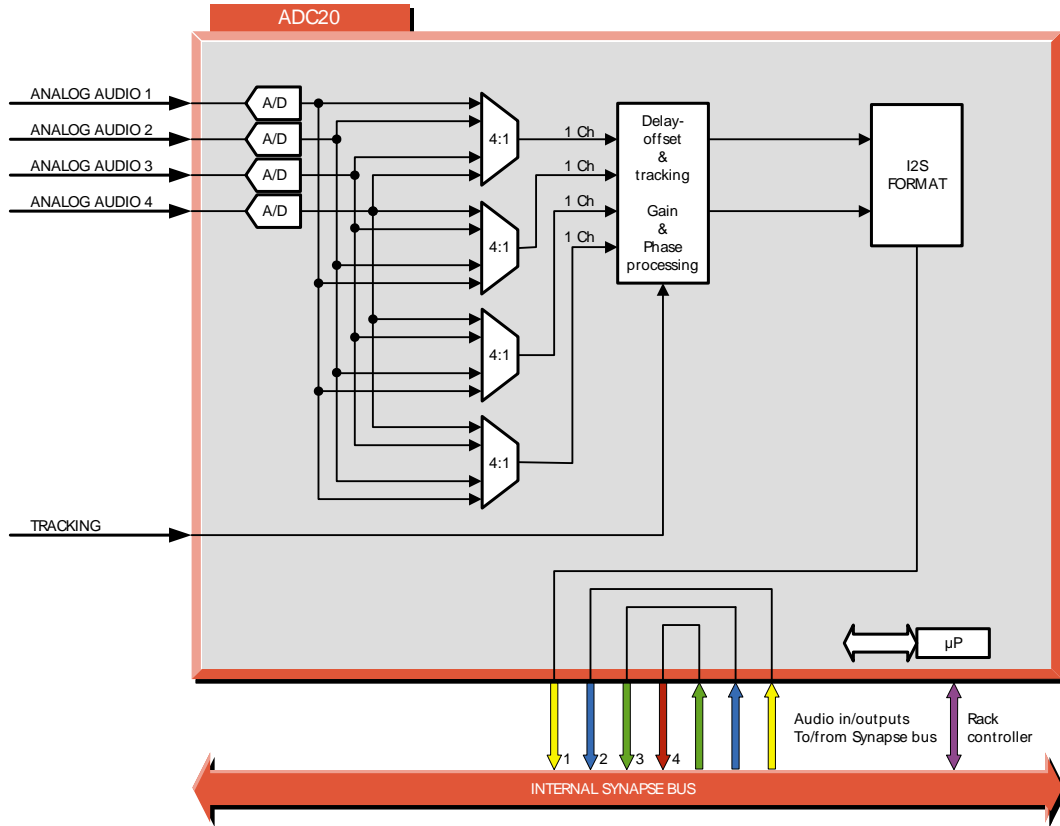 ADC20
ANALOG AUDIO 1
A/D
ANALOG AUDIO 2
A/D
ANALOG AUDIO 3
A/D
ANALOG AUDIO 4
A/D
4:1
4:1
4:1
4:1
1 Ch
1 Ch
1 Ch
1 Ch
Delay-
offset
&
tracking
Gain
&
Phase
processing
I2S
FORMAT
TRACKING
µP
1
2
3
4
Audio in/outputs
To/from Synapse bus
Rack
controller
INTERNAL SYNAPSE BUS